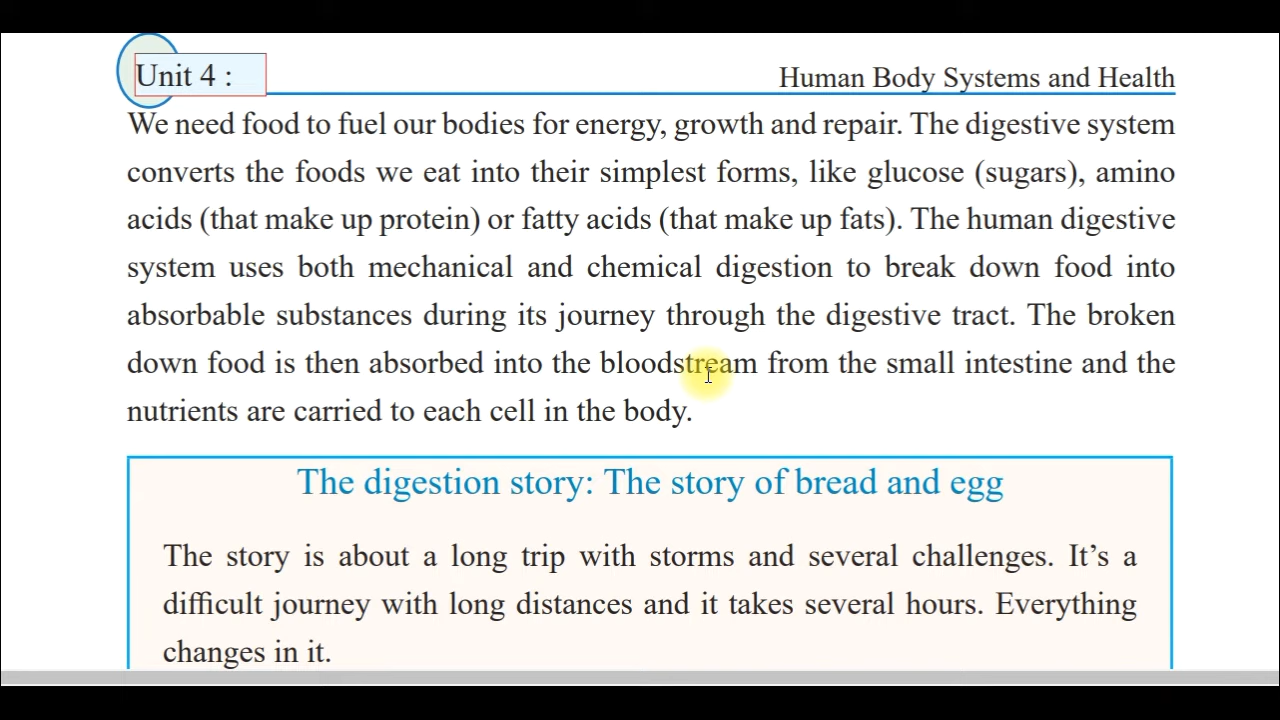 Unit 4 :
Human Body Systems and Health
We need food to fuel our bodies for energy, growth and repair. The digestive system
converts the foods we eat into their simplest forms, like glucose (sugars), amino
acids (that make up protein) or fatty acids (that make up fats). The human digestive
system uses both mechanical and chemical digestion to break down food into
absorbable substances during its journey through the digestive tract. The broken
down food is then absorbed into the bloodstream from the small intestine and the
nutrients are carried to each cell in the body.
The digestion story: The story of bread and egg
The story is about a long trip with storms and several challenges. It’s a
difficult journey with long distances and it takes several hours. Everything
changes in it.